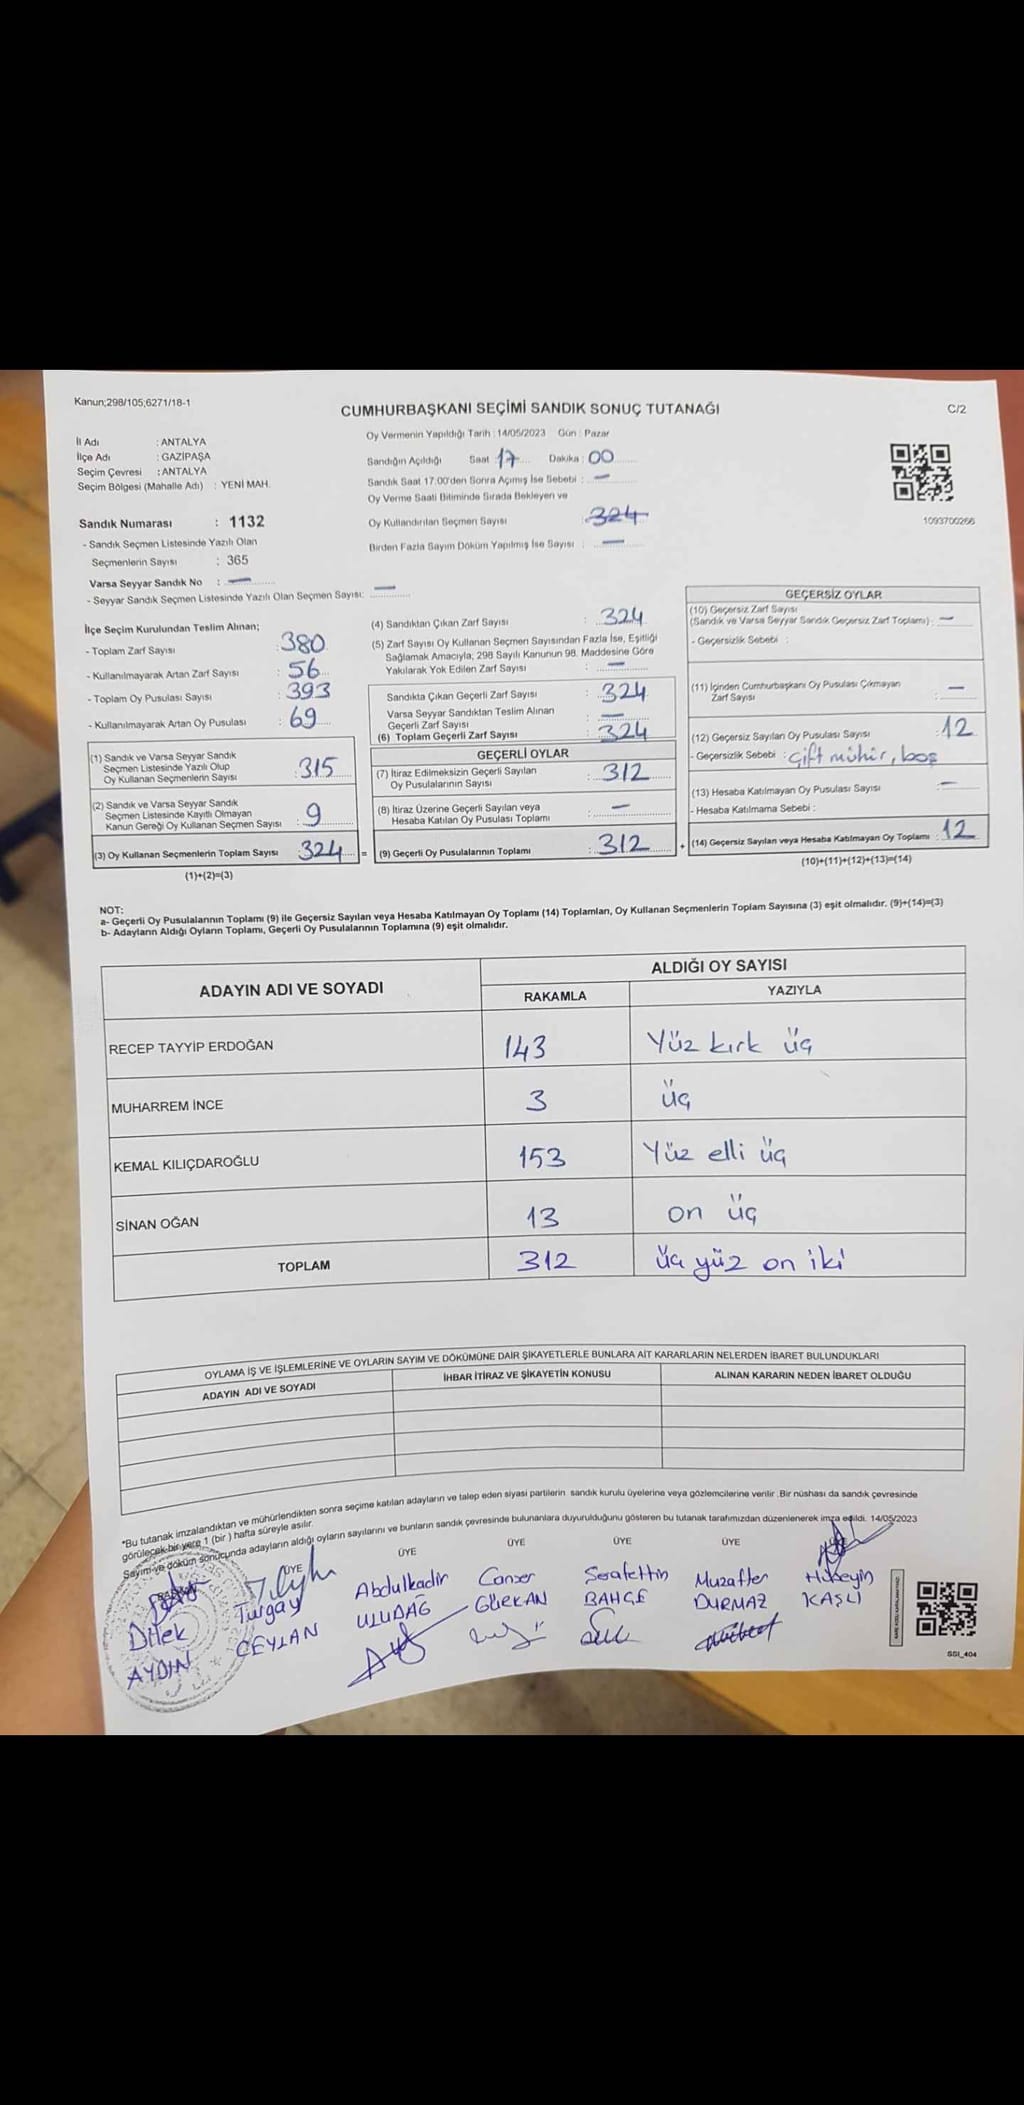 Kanun;298/105;6271/18-1
CUMHURBAŞKANI SEÇİMİ SANDIK SONUÇ TUTANAĞI
C/2
Oy Vermenin Yapıldığı Tarih : 14/05/2023 Gün : Pazar
İl Adı : ANTALYA
İlçe Adı : GAZİPAŞA
Seçim Çevresi : ANTALYA
Seçim Bölgesi (Mahalle Adı) : YENİ MAH.
Sandığın Açıldığı Saat 17 Dakika : 00
Sandık Saat 17.00'den Sonra Açımış İse Sebebi : —
Oy Verme Saati Bitiminde Sırada Bekleyen ve
Oy Kullandırılan Seçmen Sayısı : 324
Birden Fazla Sayım Döküm Yapılmış İse Sayısı : —
1093700266
Sandık Numarası : 1132
- Sandık Seçmen Listesinde Yazılı Olan
Seçmenlerin Sayısı : 365
Varsa Seyyar Sandık No : —
- Seyyar Sandık Seçmen Listesinde Yazılı Olan Seçmen Sayısı: —
İlçe Seçim Kurulundan Teslim Alınan;
- Toplam Zarf Sayısı : 380
- Kullanılmayarak Artan Zarf Sayısı : 56
- Toplam Oy Pusulası Sayısı : 393
- Kullanılmayarak Artan Oy Pusulası : 69
(1) Sandık ve Varsa Seyyar Sandık
Seçmen Listesinde Yazılı Olup
Oy Kullanan Seçmenlerin Sayısı : 315
(2) Sandık ve Varsa Seyyar Sandık
Seçmen Listesinde Kayıtlı Olmayan
Kanun Gereği Oy Kullanan Seçmen Sayısı : 9
(3) Oy Kullanan Seçmenlerin Toplam Sayısı : 324 =
(1)+(2)=(3)
(4) Sandıktan Çıkan Zarf Sayısı : 324
(5) Zarf Sayısı Oy Kullanan Seçmen Sayısından Fazla İse, Eşitliği
Sağlamak Amacıyla; 298 Sayılı Kanunun 98. Maddesine Göre
Yakılarak Yok Edilen Zarf Sayısı : —
Sandıkta Çıkan Geçerli Zarf Sayısı : 324
Varsa Seyyar Sandıktan Teslim Alınan
Geçerli Zarf Sayısı : —
(6) Toplam Geçerli Zarf Sayısı : 324
GEÇERLİ OYLAR
(7) İtiraz Edilmeksizin Geçerli Sayılan
Oy Pusulalarının Sayısı : 312
(8) İtiraz Üzerine Geçerli Sayılan veya
Hesaba Katılan Oy Pusulası Toplamı : —
(9) Geçerli Oy Pusulalarının Toplamı : 312 +
GEÇERSİZ OYLAR
(10) Geçersiz Zarf Sayısı
(Sandık ve Varsa Seyyar Sandık Geçersiz Zarf Toplamı) : —
- Geçersizlik Sebebi :
(11) İçinden Cumhurbaşkanı Oy Pusulası Çıkmayan
Zarf Sayısı : —
(12) Geçersiz Sayılan Oy Pusulası Sayısı : 12
- Geçersizlik Sebebi : çift mühür, boş
(13) Hesaba Katılmayan Oy Pusulası Sayısı : —
- Hesaba Katılmama Sebebi :
(14) Geçersiz Sayılan veya Hesaba Katılmayan Oy Toplamı : 12
(10)+(11)+(12)+(13)=(14)
NOT:
a- Geçerli Oy Pusulalarının Toplamı (9) ile Geçersiz Sayılan veya Hesaba Katılmayan Oy Toplamı (14) Toplamları, Oy Kullanan Seçmenlerin Toplam Sayısına (3) eşit olmalıdır. (9)+(14)=(3)
b- Adayların Aldığı Oyların Toplamı, Geçerli Oy Pusulalarının Toplamına (9) eşit olmalıdır.
ADAYIN ADI VE SOYADI
ALDIĞI OY SAYISI
RAKAMLA YAZIYLA
RECEP TAYYİP ERDOĞAN 143 Yüz kırk üç
MUHARREM İNCE 3 üç
KEMAL KILIÇDAROĞLU 153 Yüz elli üç
SİNAN OĞAN 13 on üç
TOPLAM 312 üç yüz on iki
OYLAMA İŞ VE İŞLEMLERİNE VE OYLARIN SAYIM VE DÖKÜMÜNE DAİR ŞİKAYETLERLE BUNLARA AİT KARARLARIN NELERDEN İBARET BULUNDUKLARI
ADAYIN ADI VE SOYADI İHBAR İTİRAZ VE ŞİKAYETİN KONUSU ALINAN KARARIN NEDEN İBARET OLDUĞU
*Bu tutanak imzalandıktan ve mühürlendikten sonra seçime katılan adayların ve talep eden siyasi partilerin sandık kurulu üyelerine veya gözlemcilerine verilir .Bir nüshası da sandık çevresinde
görülecek bir yere 1 (bir ) hafta süreyle asılır.
Sayım ve döküm sonucunda adayların aldığı oyların sayılarını ve bunların sandık çevresinde bulunanlara duyurulduğunu gösteren bu tutanak tarafımızdan düzenlenerek imza edildi. 14/05/2023
ÜYE ÜYE ÜYE ÜYE ÜYE
Dilek Turgay Abdulkadir Canser Serafettin Muzaffer Hüseyin
AYDIN CEYLAN ULUDAĞ GÜRKAN BAHÇE DURMAZ KAŞLI
SSI_404